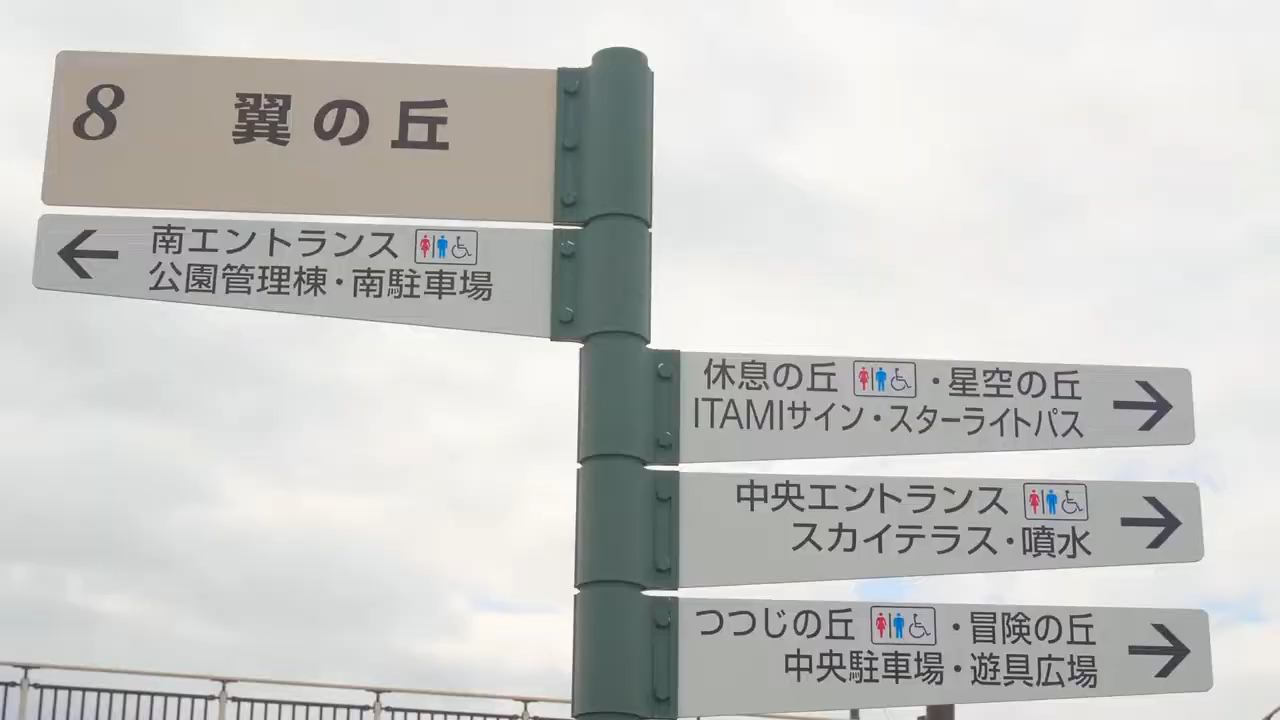 8 翼の丘
← 南エントランス
公園管理棟・南駐車場
休息の丘 ・星空の丘 →
ITAMIサイン・スターライトパス
中央エントランス →
スカイテラス・噴水
つつじの丘 ・冒険の丘 →
中央駐車場・遊具広場